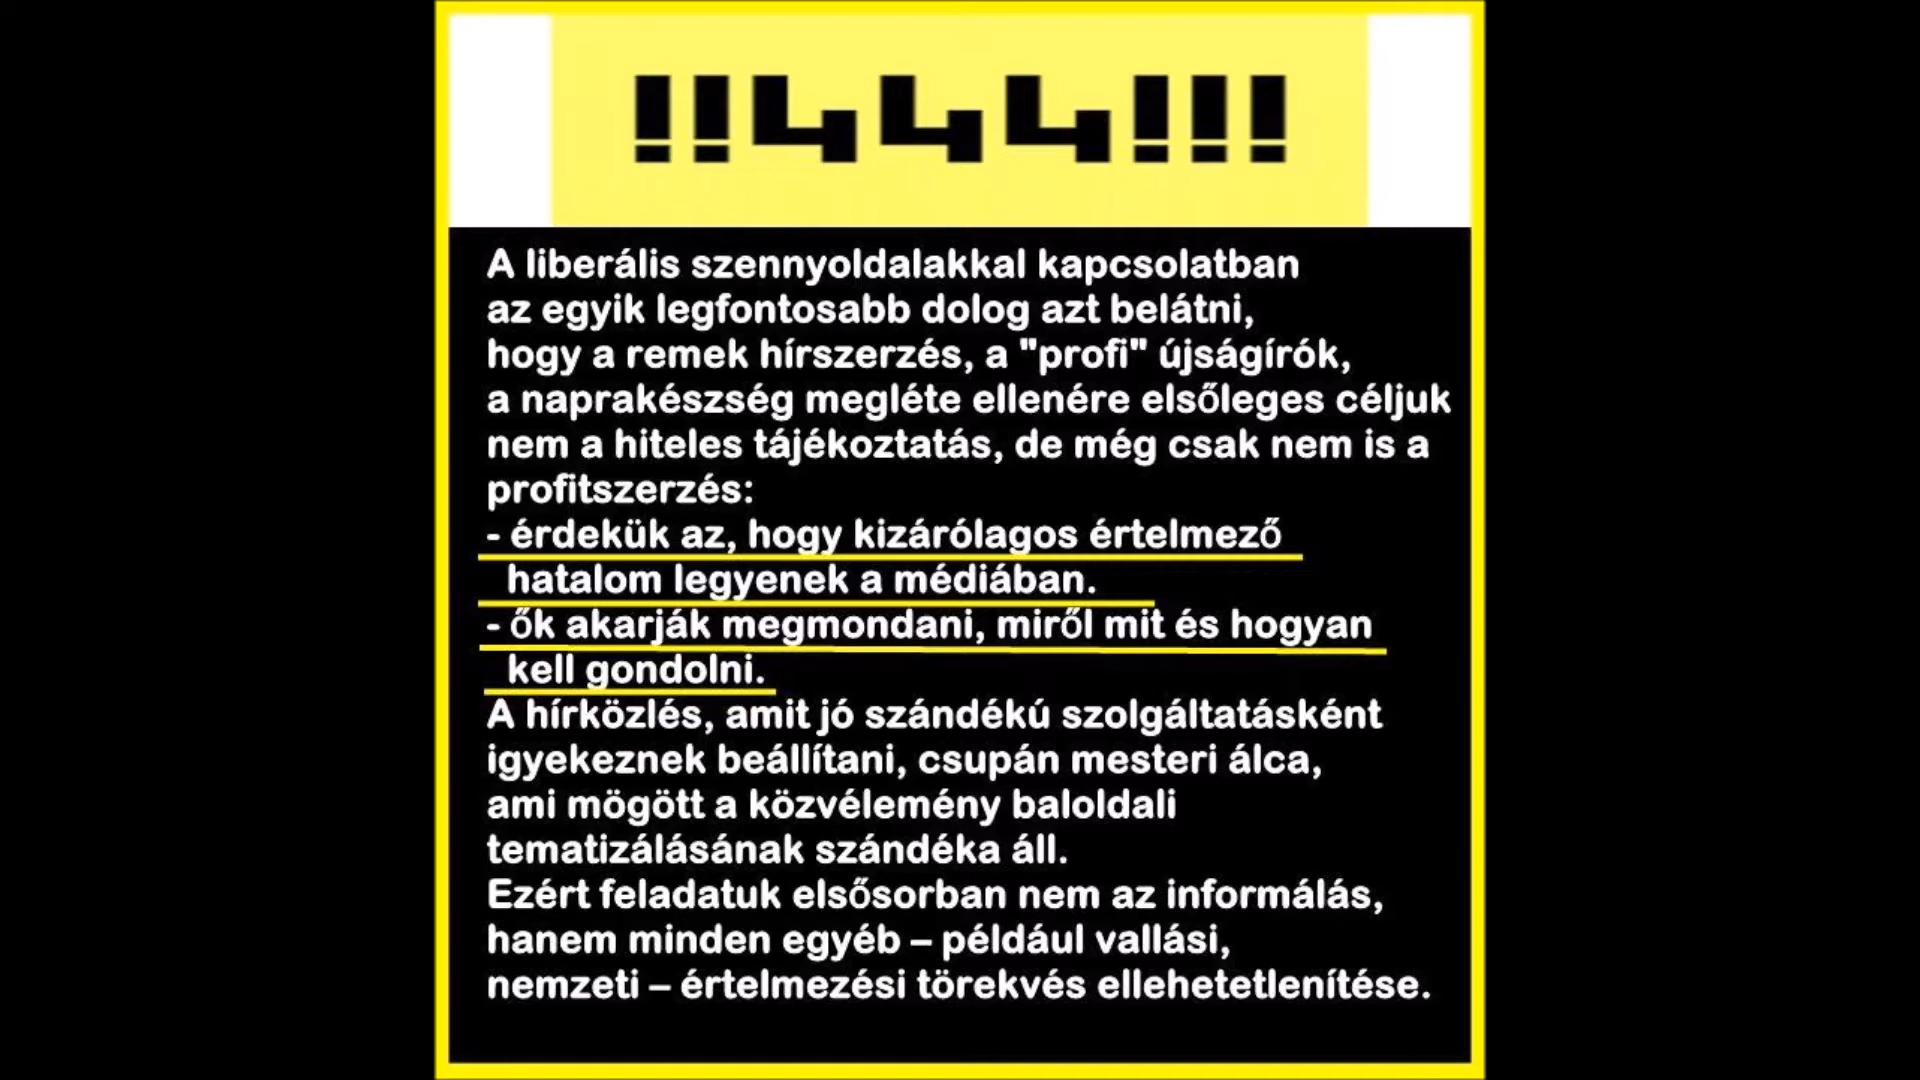 !!444!!!
A liberális szennyoldalakkal kapcsolatban
az egyik legfontosabb dolog azt belátni,
hogy a remek hírszerzés, a "profi" újságírók,
a naprakészség megléte ellenére elsőleges céljuk
nem a hiteles tájékoztatás, de még csak nem is a
profitszerzés:
- érdekük az, hogy kizárólagos értelmező
hatalom legyenek a médiában.
- ők akarják megmondani, miről mit és hogyan
kell gondolni.
A hírközlés, amit jó szándékú szolgáltatásként
igyekeznek beállítani, csupán mesteri álca,
ami mögött a közvélemény baloldali
tematizálásának szándéka áll.
Ezért feladatuk elsősorban nem az informálás,
hanem minden egyéb – például vallási,
nemzeti – értelmezési törekvés ellehetetlenítése.